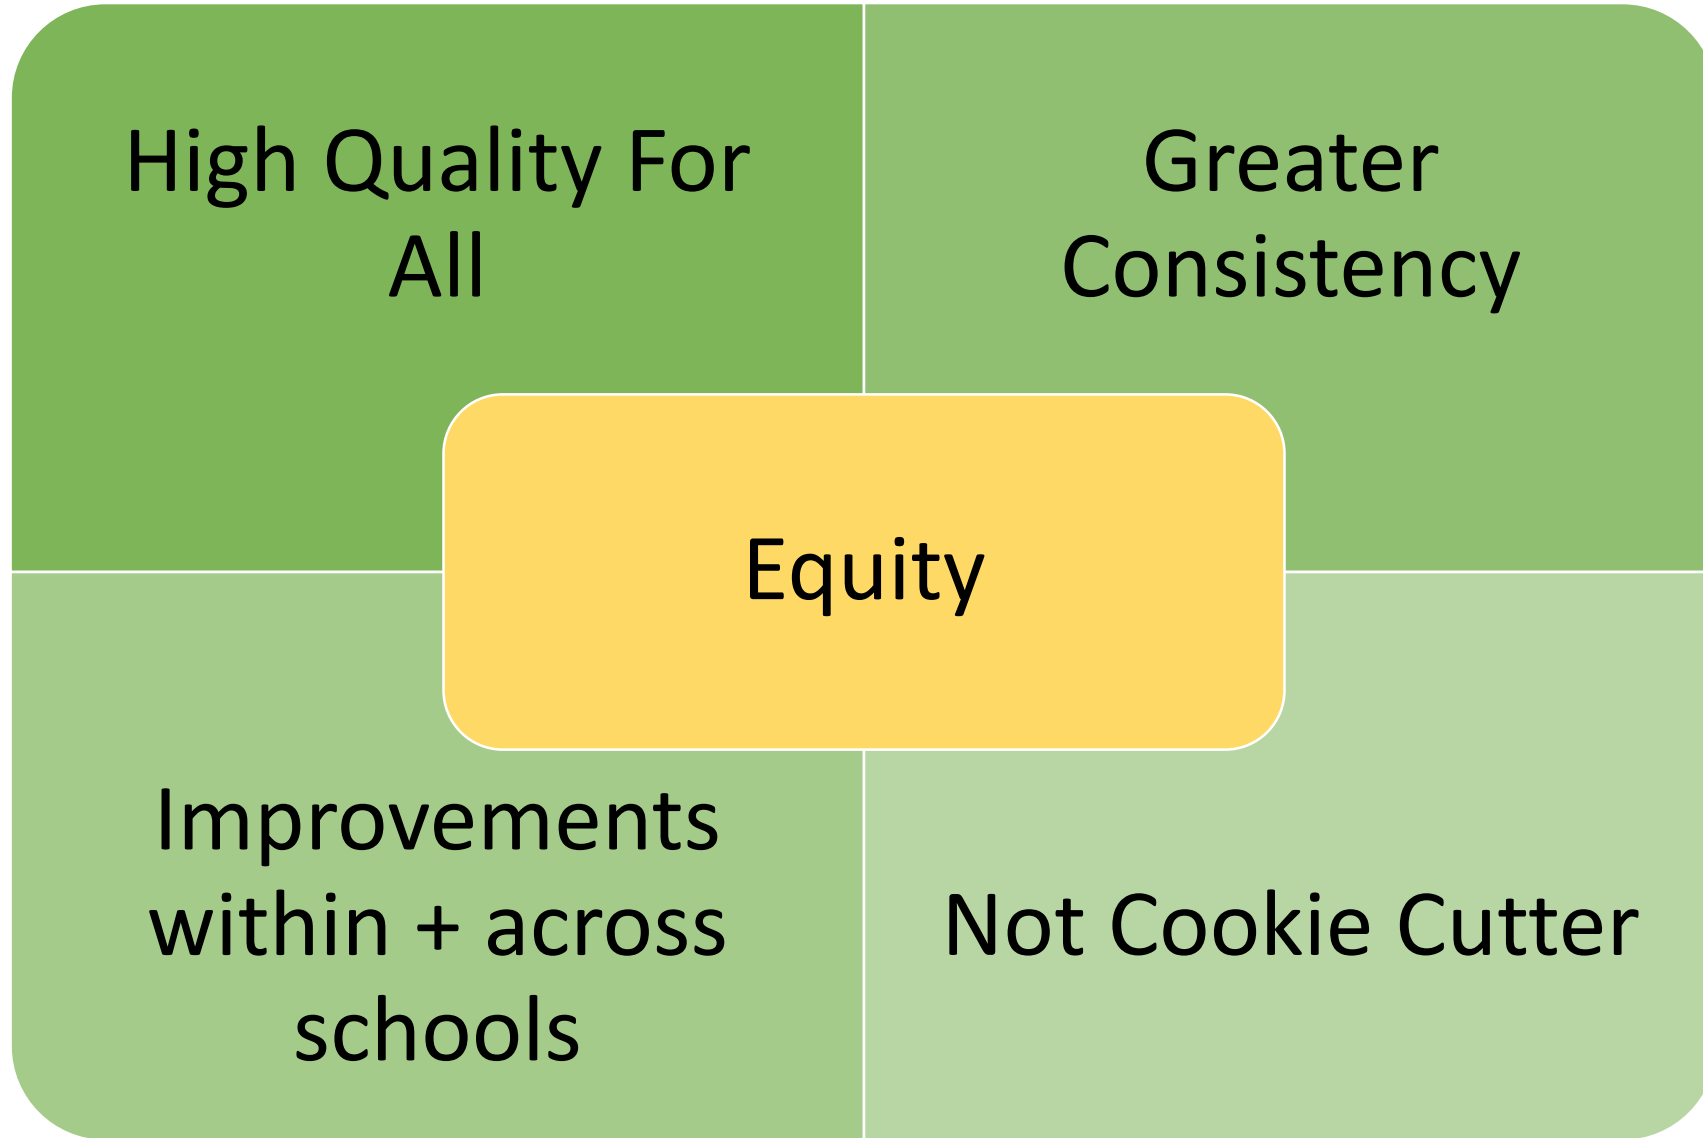 High Quality For
All
Greater
Consistency
Equity
Improvements
within + across
schools
Not Cookie Cutter